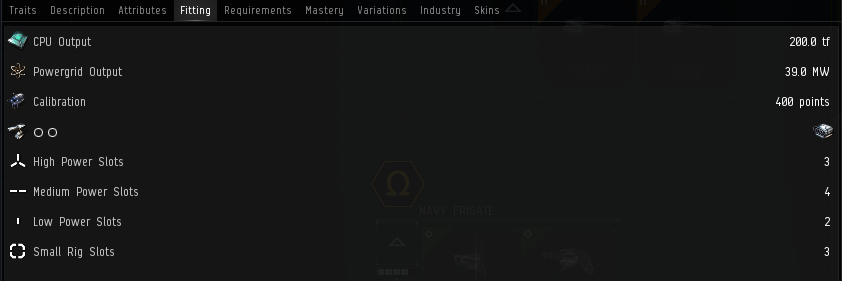 Traits Description Attributes Fitting Requirements Mastery Variations Industry Skins
CPU Output 200.0 tf
Powergrid Output 39.0 MW
Calibration 400 points
High Power Slots 3
Medium Power Slots 4
Low Power Slots 2
NAVY FRIGATE
Small Rig Slots 3